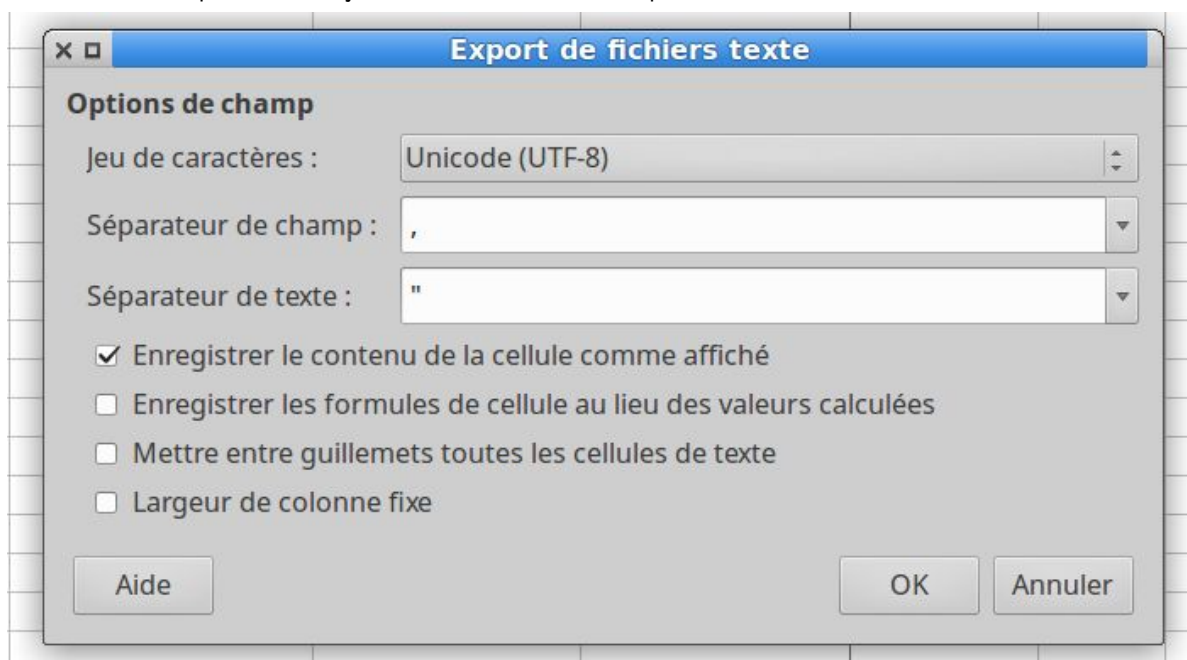 Export de fichiers texte
Options de champ
Jeu de caractères : Unicode (UTF-8)
Séparateur de champ : ,
Séparateur de texte : "
Enregistrer le contenu de la cellule comme affiché
Enregistrer les formules de cellule au lieu des valeurs calculées
Mettre entre guillemets toutes les cellules de texte
Largeur de colonne fixe
Aide OK Annuler